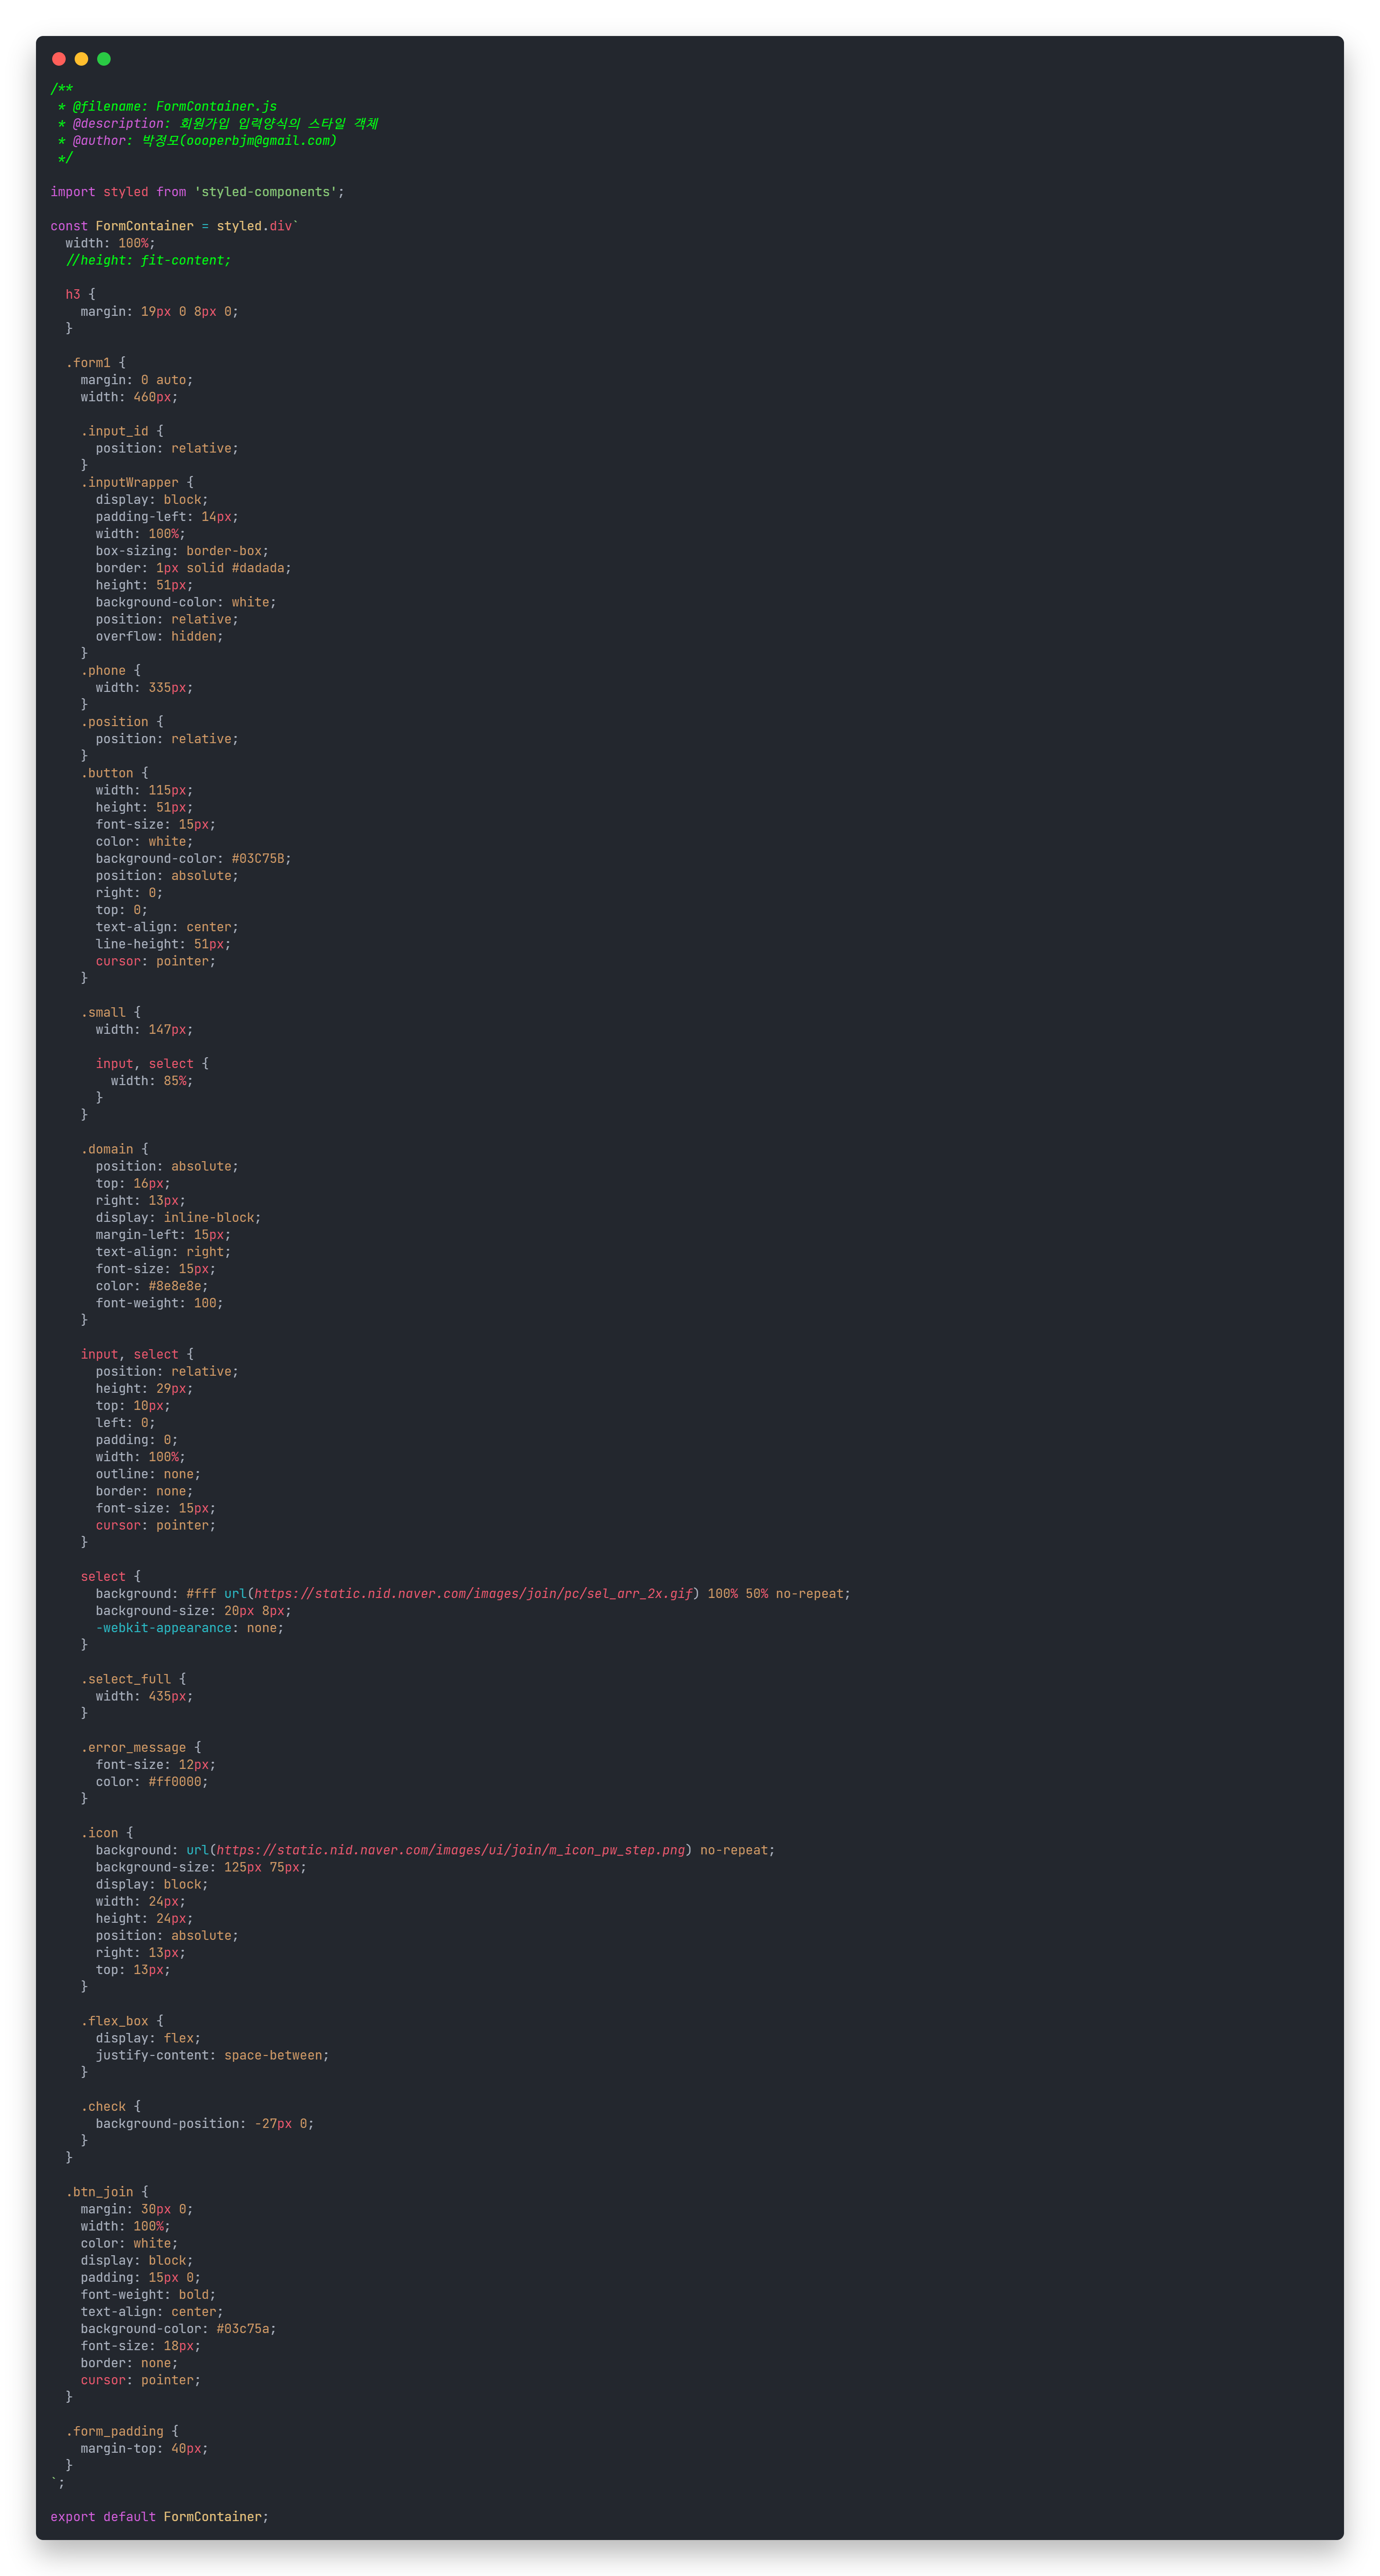 /**
 * @filename: FormContainer.js
 * @description: 회원가입 입력양식의 스타일 객체
 * @author: 박정모(oooperbjm@gmail.com)
 */

import styled from 'styled-components';

const FormContainer = styled.div`
  width: 100%;
  //height: fit-content;

  h3 {
    margin: 19px 0 8px 0;
  }

  .form1 {
    margin: 0 auto;
    width: 460px;

    .input_id {
      position: relative;
    }
    .inputWrapper {
      display: block;
      padding-left: 14px;
      width: 100%;
      box-sizing: border-box;
      border: 1px solid #dadada;
      height: 51px;
      background-color: white;
      position: relative;
      overflow: hidden;
    }
    .phone {
      width: 335px;
    }
    .position {
      position: relative;
    }
    .button {
      width: 115px;
      height: 51px;
      font-size: 15px;
      color: white;
      background-color: #03C75B;
      position: absolute;
      right: 0;
      top: 0;
      text-align: center;
      line-height: 51px;
      cursor: pointer;
    }

    .small {
      width: 147px;

      input, select {
        width: 85%;
      }
    }

    .domain {
      position: absolute;
      top: 16px;
      right: 13px;
      display: inline-block;
      margin-left: 15px;
      text-align: right;
      font-size: 15px;
      color: #8e8e8e;
      font-weight: 100;
    }

    input, select {
      position: relative;
      height: 29px;
      top: 10px;
      left: 0;
      padding: 0;
      width: 100%;
      outline: none;
      border: none;
      font-size: 15px;
      cursor: pointer;
    }

    select {
      background: #fff url(https://static.nid.naver.com/images/join/pc/sel_arr_2x.gif) 100% 50% no-repeat;
      background-size: 20px 8px;
      -webkit-appearance: none;
    }

    .select_full {
      width: 435px;
    }

    .error_message {
      font-size: 12px;
      color: #ff0000;
    }

    .icon {
      background: url(https://static.nid.naver.com/images/ui/join/m_icon_pw_step.png) no-repeat;
      background-size: 125px 75px;
      display: block;
      width: 24px;
      height: 24px;
      position: absolute;
      right: 13px;
      top: 13px;
    }

    .flex_box {
      display: flex;
      justify-content: space-between;
    }

    .check {
      background-position: -27px 0;
    }
  }

  .btn_join {
    margin: 30px 0;
    width: 100%;
    color: white;
    display: block;
    padding: 15px 0;
    font-weight: bold;
    text-align: center;
    background-color: #03c75a;
    font-size: 18px;
    border: none;
    cursor: pointer;
  }

  .form_padding {
    margin-top: 40px;
  }
`;

export default FormContainer;